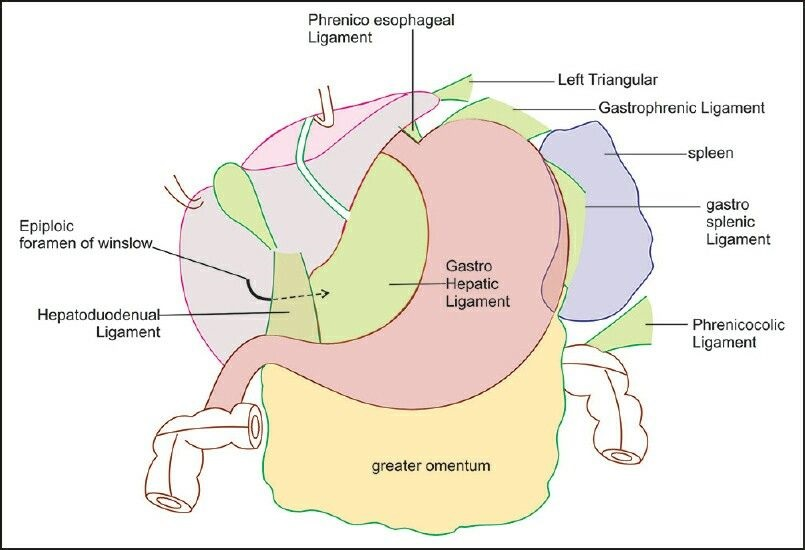 Phrenico esophageal
Ligament
Left Triangular
Gastrophrenic Ligament
spleen
gastro
splenic
Ligament
Epiploic
foramen of winslow
Gastro
Hepatic
Ligament
Hepatoduodenual
Ligament
Phrenicocolic
Ligament
greater omentum